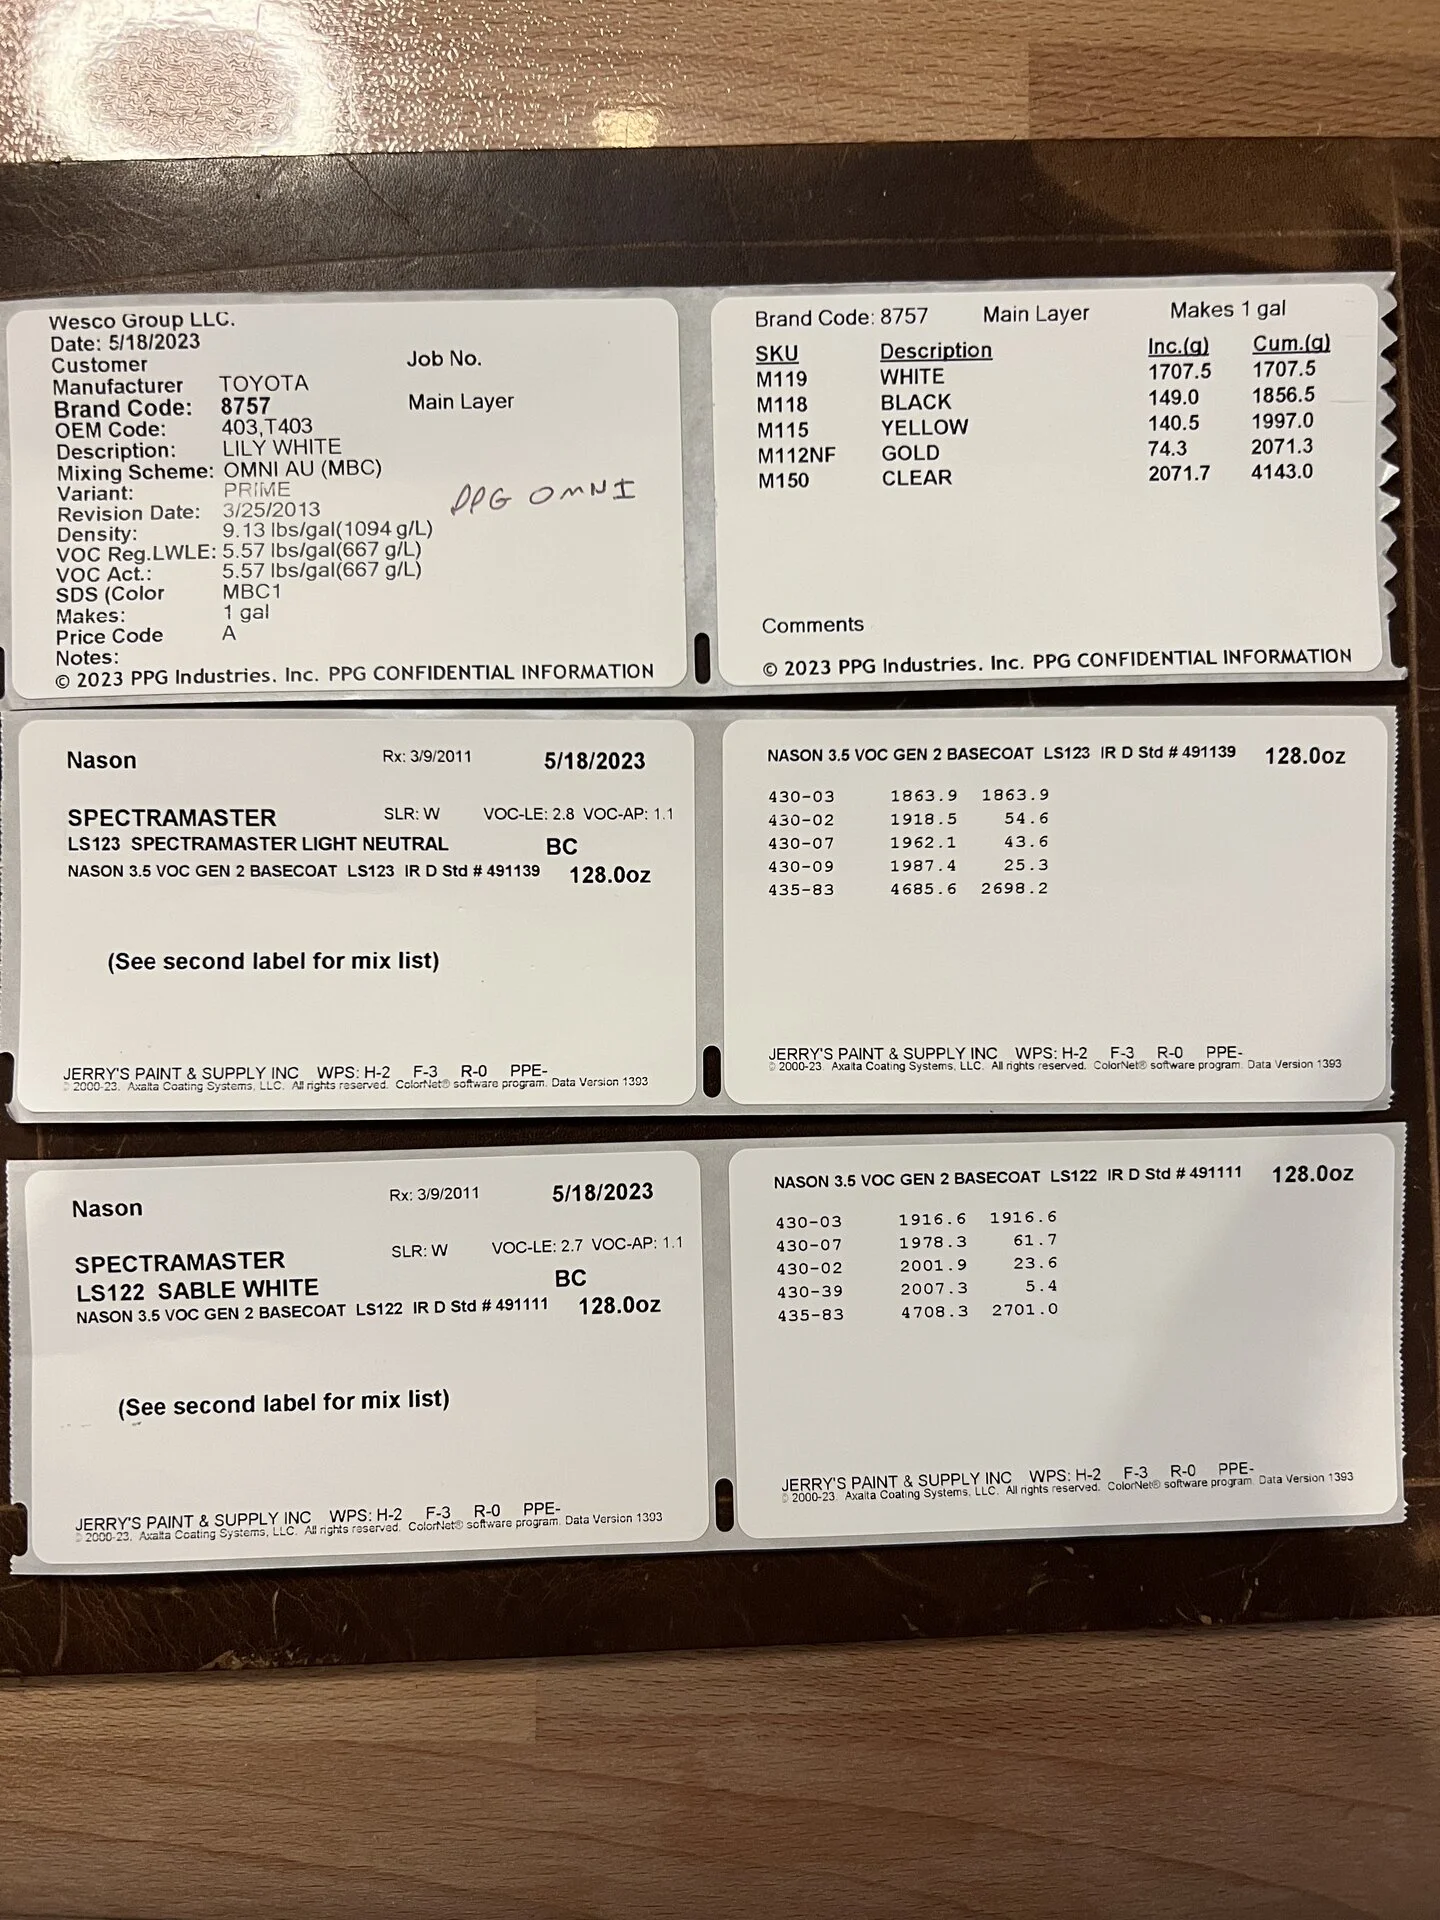 Wesco Group LLC.
Date: 5/18/2023
Customer
Job No.
Manufacturer TOYOTA
Brand Code: 8757
Main Layer
OEM Code: 403,T403
Description: LILY WHITE
Mixing Scheme: OMNI AU (MBC)
Variant: PRIME
PPG OMNI
Revision Date: 3/25/2013
Density: 9.13 lbs/gal(1094 g/L)
VOC Reg.LWLE: 5.57 lbs/gal(667 g/L)
VOC Act.: 5.57 lbs/gal(667 g/L)
SDS (Color MBC1
Makes: 1 gal
Price Code A
Notes:
© 2023 PPG Industries. Inc. PPG CONFIDENTIAL INFORMATION
Brand Code: 8757 Main Layer Makes 1 gal
SKU Description Inc.(g) Cum.(g)
M119 WHITE 1707.5 1707.5
M118 BLACK 149.0 1856.5
M115 YELLOW 140.5 1997.0
M112NF GOLD 74.3 2071.3
M150 CLEAR 2071.7 4143.0
Comments
© 2023 PPG Industries. Inc. PPG CONFIDENTIAL INFORMATION
Nason Rx: 3/9/2011 5/18/2023
SPECTRAMASTER SLR: W VOC-LE: 2.8 VOC-AP: 1.1
LS123 SPECTRAMASTER LIGHT NEUTRAL BC
NASON 3.5 VOC GEN 2 BASECOAT LS123 IR D Std # 491139 128.0oz
(See second label for mix list)
JERRY'S PAINT & SUPPLY INC WPS: H-2 F-3 R-0 PPE-
© 2000-23. Axalta Coating Systems, LLC. All rights reserved. ColorNet® software program. Data Version 1393
NASON 3.5 VOC GEN 2 BASECOAT LS123 IR D Std # 491139 128.0oz
430-03 1863.9 1863.9
430-02 1918.5 54.6
430-07 1962.1 43.6
430-09 1987.4 25.3
435-83 4685.6 2698.2
JERRY'S PAINT & SUPPLY INC WPS: H-2 F-3 R-0 PPE-
© 2000-23. Axalta Coating Systems, LLC. All rights reserved. ColorNet® software program. Data Version 1393
Nason Rx: 3/9/2011 5/18/2023
SPECTRAMASTER SLR: W VOC-LE: 2.7 VOC-AP: 1.1
LS122 SABLE WHITE BC
NASON 3.5 VOC GEN 2 BASECOAT LS122 IR D Std # 491111 128.0oz
(See second label for mix list)
JERRY'S PAINT & SUPPLY INC WPS: H-2 F-3 R-0 PPE-
© 2000-23. Axalta Coating Systems, LLC. All rights reserved. ColorNet® software program. Data Version 1393
NASON 3.5 VOC GEN 2 BASECOAT LS122 IR D Std # 491111 128.0oz
430-03 1916.6 1916.6
430-07 1978.3 61.7
430-02 2001.9 23.6
430-39 2007.3 5.4
435-83 4708.3 2701.0
JERRY'S PAINT & SUPPLY INC WPS: H-2 F-3 R-0 PPE-
© 2000-23. Axalta Coating Systems, LLC. All rights reserved. ColorNet® software program. Data Version 1393